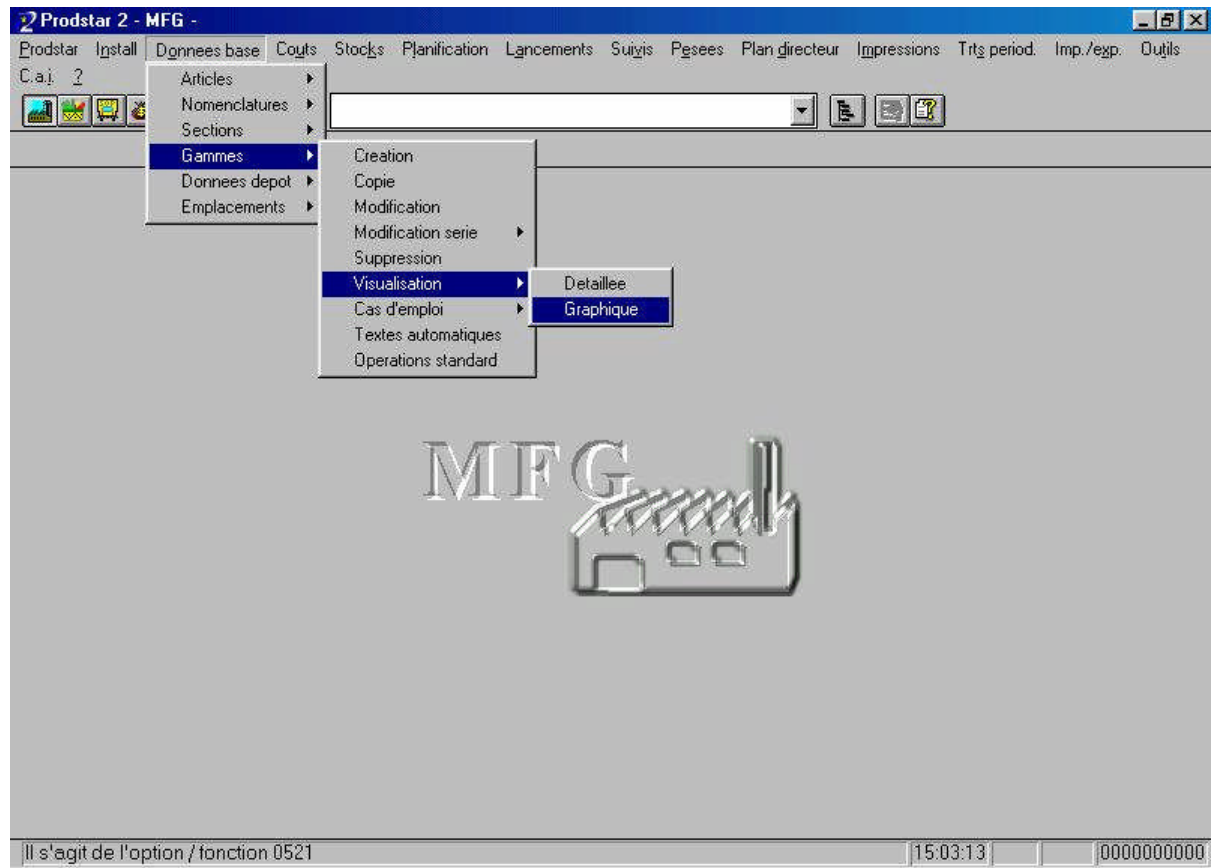 Prodstar 2 - MFG -
Prodstar Install Donnees base Couts Stocks Planification Lancements Suivis Pesees Plan directeur Impressions Trts period. Imp./exp. Outils
C.a.i. ?
Articles
Nomenclatures
Sections
Gammes
Donnees depot
Emplacements
Creation
Copie
Modification
Modification serie
Suppression
Visualisation
Cas d'emploi
Textes automatiques
Operations standard
Detaillee
Graphique
MFG
Il s'agit de l'option / fonction 0521 15:03:13 0000000000